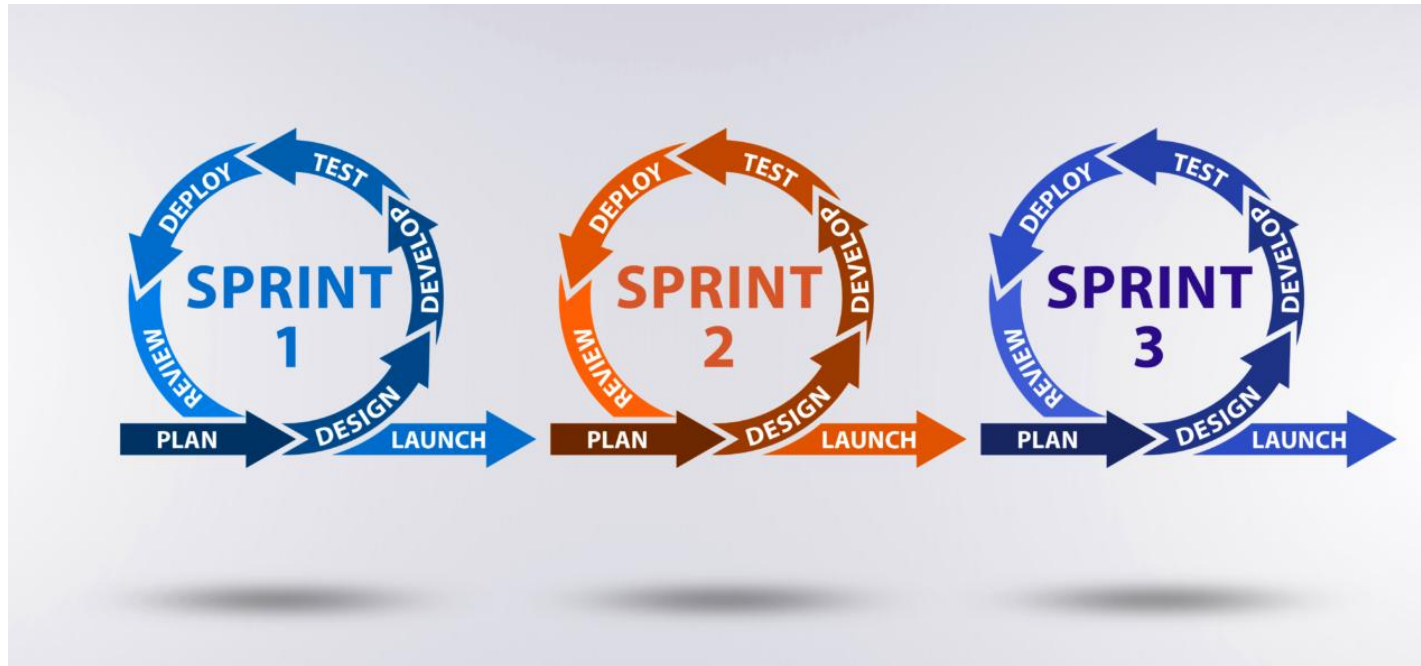 SPRINT
1
PLAN
DESIGN
DEVELOP
TEST
DEPLOY
REVIEW
LAUNCH
SPRINT
2
PLAN
DESIGN
DEVELOP
TEST
DEPLOY
REVIEW
LAUNCH
SPRINT
3
PLAN
DESIGN
DEVELOP
TEST
DEPLOY
REVIEW
LAUNCH